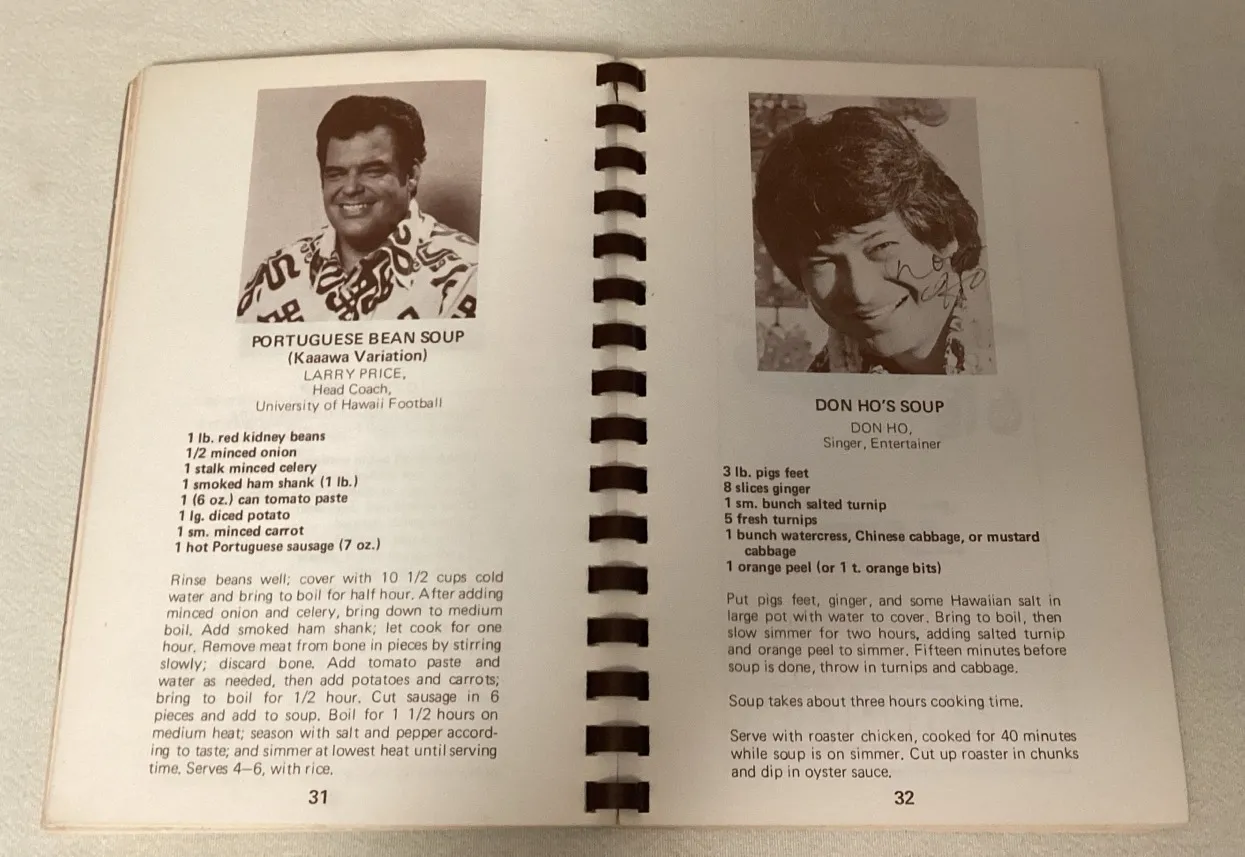 PORTUGUESE BEAN SOUP
(Kaaawa Variation)
LARRY PRICE,
Head Coach,
University of Hawaii Football
1 lb. red kidney beans
1/2 minced onion
1 stalk minced celery
1 smoked ham shank (1 lb.)
1 (6 oz.) can tomato paste
1 lg. diced potato
1 sm. minced carrot
1 hot Portuguese sausage (7 oz.)
Rinse beans well; cover with 10 1/2 cups cold
water and bring to boil for half hour. After adding
minced onion and celery, bring down to medium
boil. Add smoked ham shank; let cook for one
hour. Remove meat from bone in pieces by stirring
slowly; discard bone. Add tomato paste and
water as needed, then add potatoes and carrots;
bring to boil for 1/2 hour. Cut sausage in 6
pieces and add to soup. Boil for 1 1/2 hours on
medium heat; season with salt and pepper accord-
ing to taste; and simmer at lowest heat until serving
time. Serves 4–6, with rice.
31
DON HO'S SOUP
DON HO,
Singer, Entertainer
3 lb. pigs feet
8 slices ginger
1 sm. bunch salted turnip
5 fresh turnips
1 bunch watercress, Chinese cabbage, or mustard
cabbage
1 orange peel (or 1 t. orange bits)
Put pigs feet, ginger, and some Hawaiian salt in
large pot with water to cover. Bring to boil, then
slow simmer for two hours, adding salted turnip
and orange peel to simmer. Fifteen minutes before
soup is done, throw in turnips and cabbage.
Soup takes about three hours cooking time.
Serve with roaster chicken, cooked for 40 minutes
while soup is on simmer. Cut up roaster in chunks
and dip in oyster sauce.
32